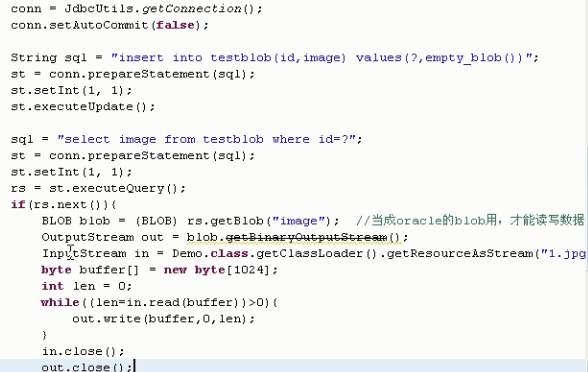 conn = JdbcUtils.getConnection();
conn.setAutoCommit(false);
String sql = "insert into testblob(id,image) values(?,empty_blob())";
st = conn.prepareStatement(sql);
st.setInt(1, 1);
st.executeUpdate();
sql = "select image from testblob where id=?";
st = conn.prepareStatement(sql);
st.setInt(1, 1);
rs = st.executeQuery();
if(rs.next()){
BLOB blob = (BLOB) rs.getBlob("image"); //当成oracle的blob用，才能读写数据
OutputStream out = blob.getBinaryOutputStream();
InputStream in = Demo.class.getClassLoader().getResourceAsStream("1.jpg
byte buffer[] = new byte[1024];
int len = 0;
while((len=in.read(buffer))>0){
out.write(buffer,0,len);
}
in.close();
out.close();